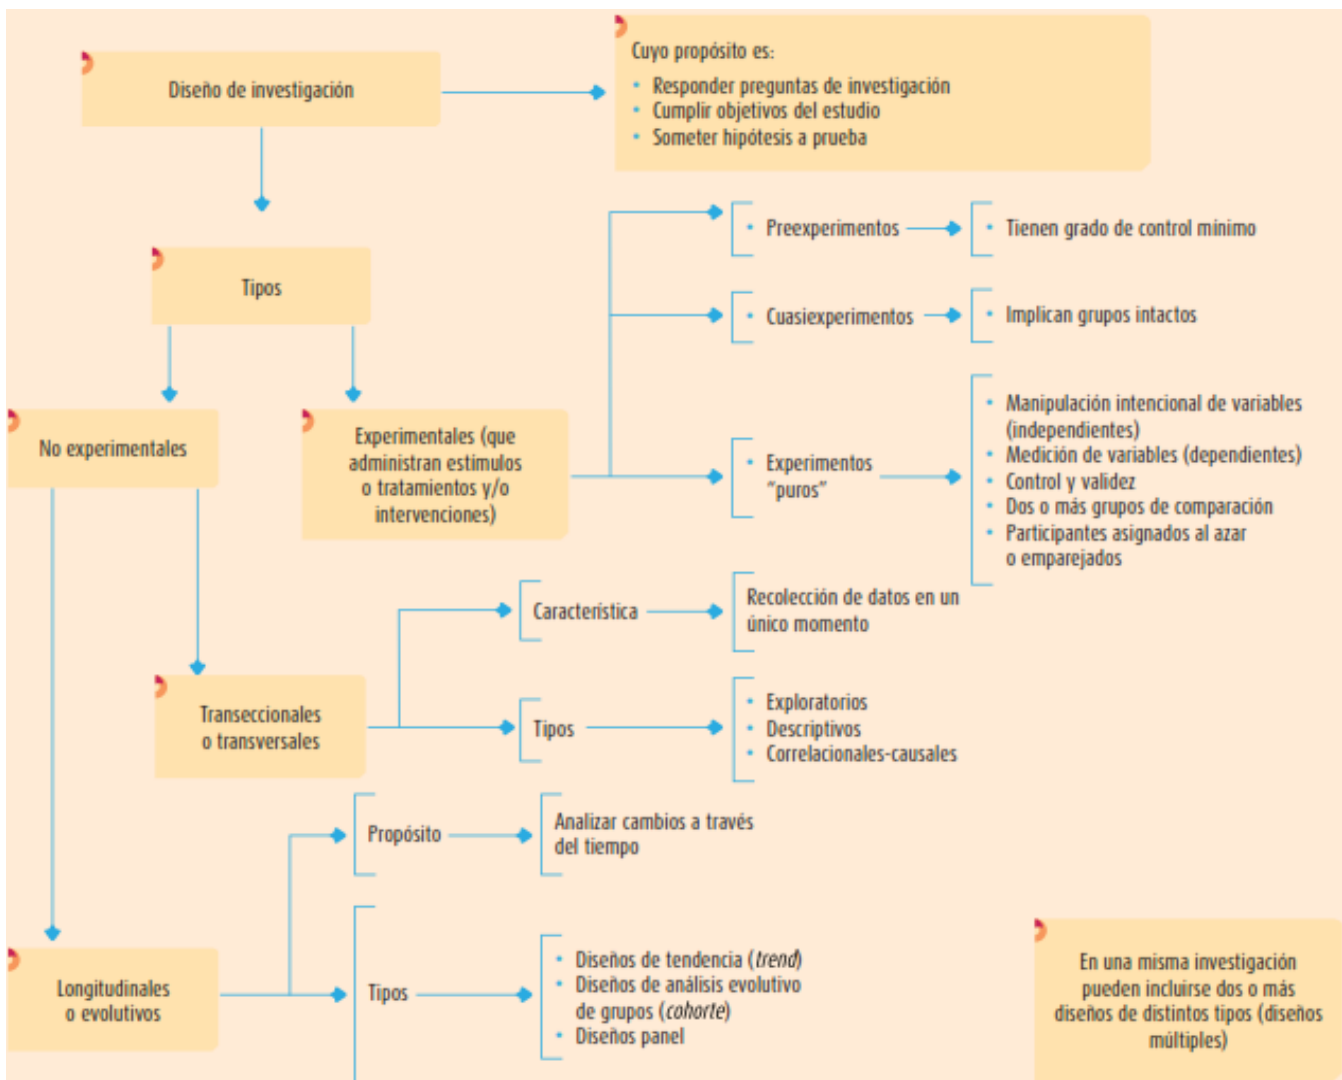 Diseño de investigación
Cuyo propósito es:
• Responder preguntas de investigación
• Cumplir objetivos del estudio
• Someter hipótesis a prueba
Tipos
• Preexperimentos
• Tienen grado de control mínimo
• Cuasiexperimentos
• Implican grupos intactos
No experimentales
Experimentales (que
administran estímulos
o tratamientos y/o
intervenciones)
• Experimentos
"puros"
• Manipulación intencional de variables
(independientes)
• Medición de variables (dependientes)
• Control y validez
• Dos o más grupos de comparación
• Participantes asignados al azar
o emparejados
Característica
Recolección de datos en un
único momento
Transeccionales
o transversales
Tipos
• Exploratorios
• Descriptivos
• Correlacionales-causales
Propósito
Analizar cambios a través
del tiempo
Longitudinales
o evolutivos
Tipos
• Diseños de tendencia (trend)
• Diseños de análisis evolutivo
de grupos (cohorte)
• Diseños panel
En una misma investigación
pueden incluirse dos o más
diseños de distintos tipos (diseños
múltiples)